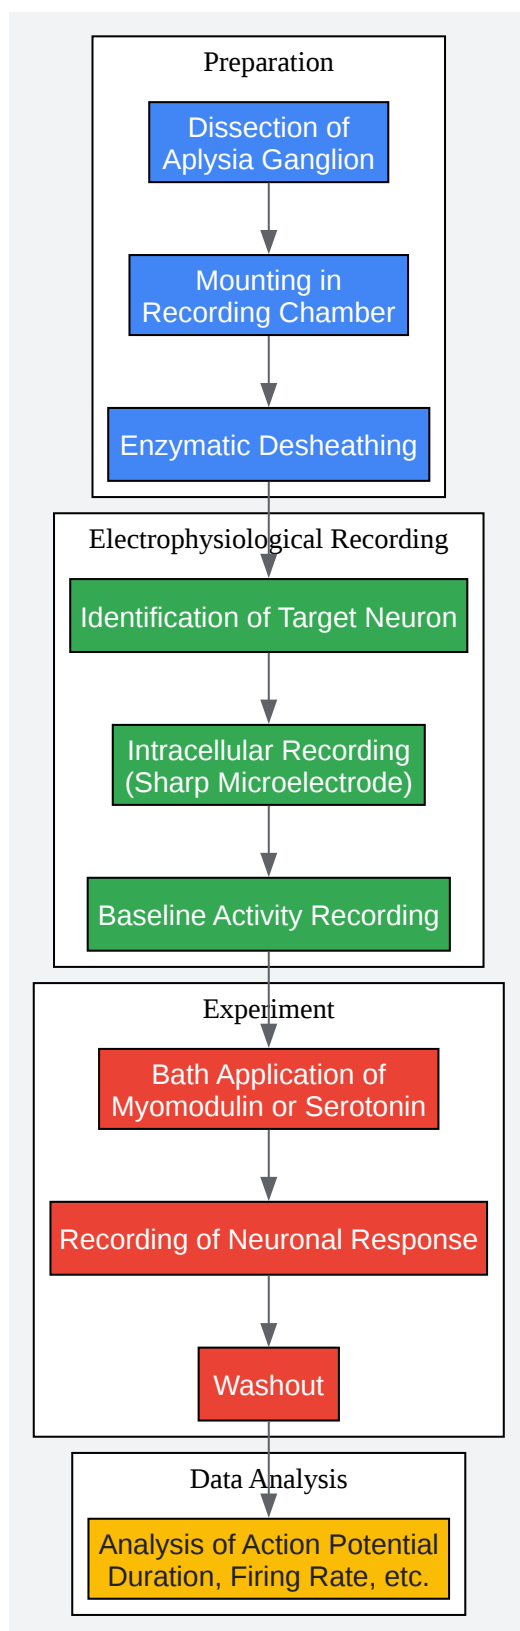 Preparation
Dissection of
Aplysia Ganglion
Mounting in
Recording Chamber
Enzymatic Desheathing
Electrophysiological Recording
Identification of Target Neuron
Intracellular Recording
(Sharp Microelectrode)
Baseline Activity Recording
Experiment
Bath Application of
Myomodulin or Serotonin
Recording of Neuronal Response
Washout
Data Analysis
Analysis of Action Potential
Duration, Firing Rate, etc.